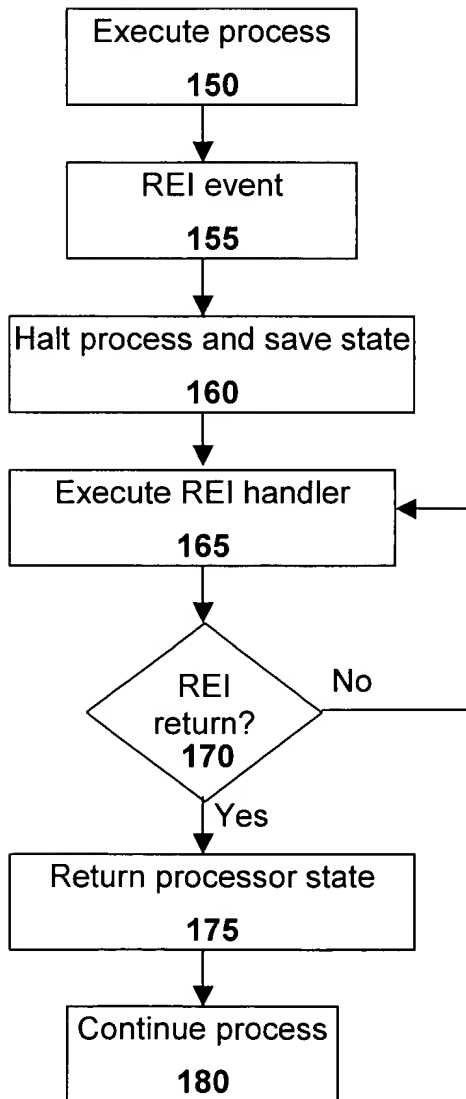 Execute process
150
REI event
155
Halt process and save state
160
Execute REI handler
165
REI
return?
170
No
Yes
Return processor state
175
Continue process
180